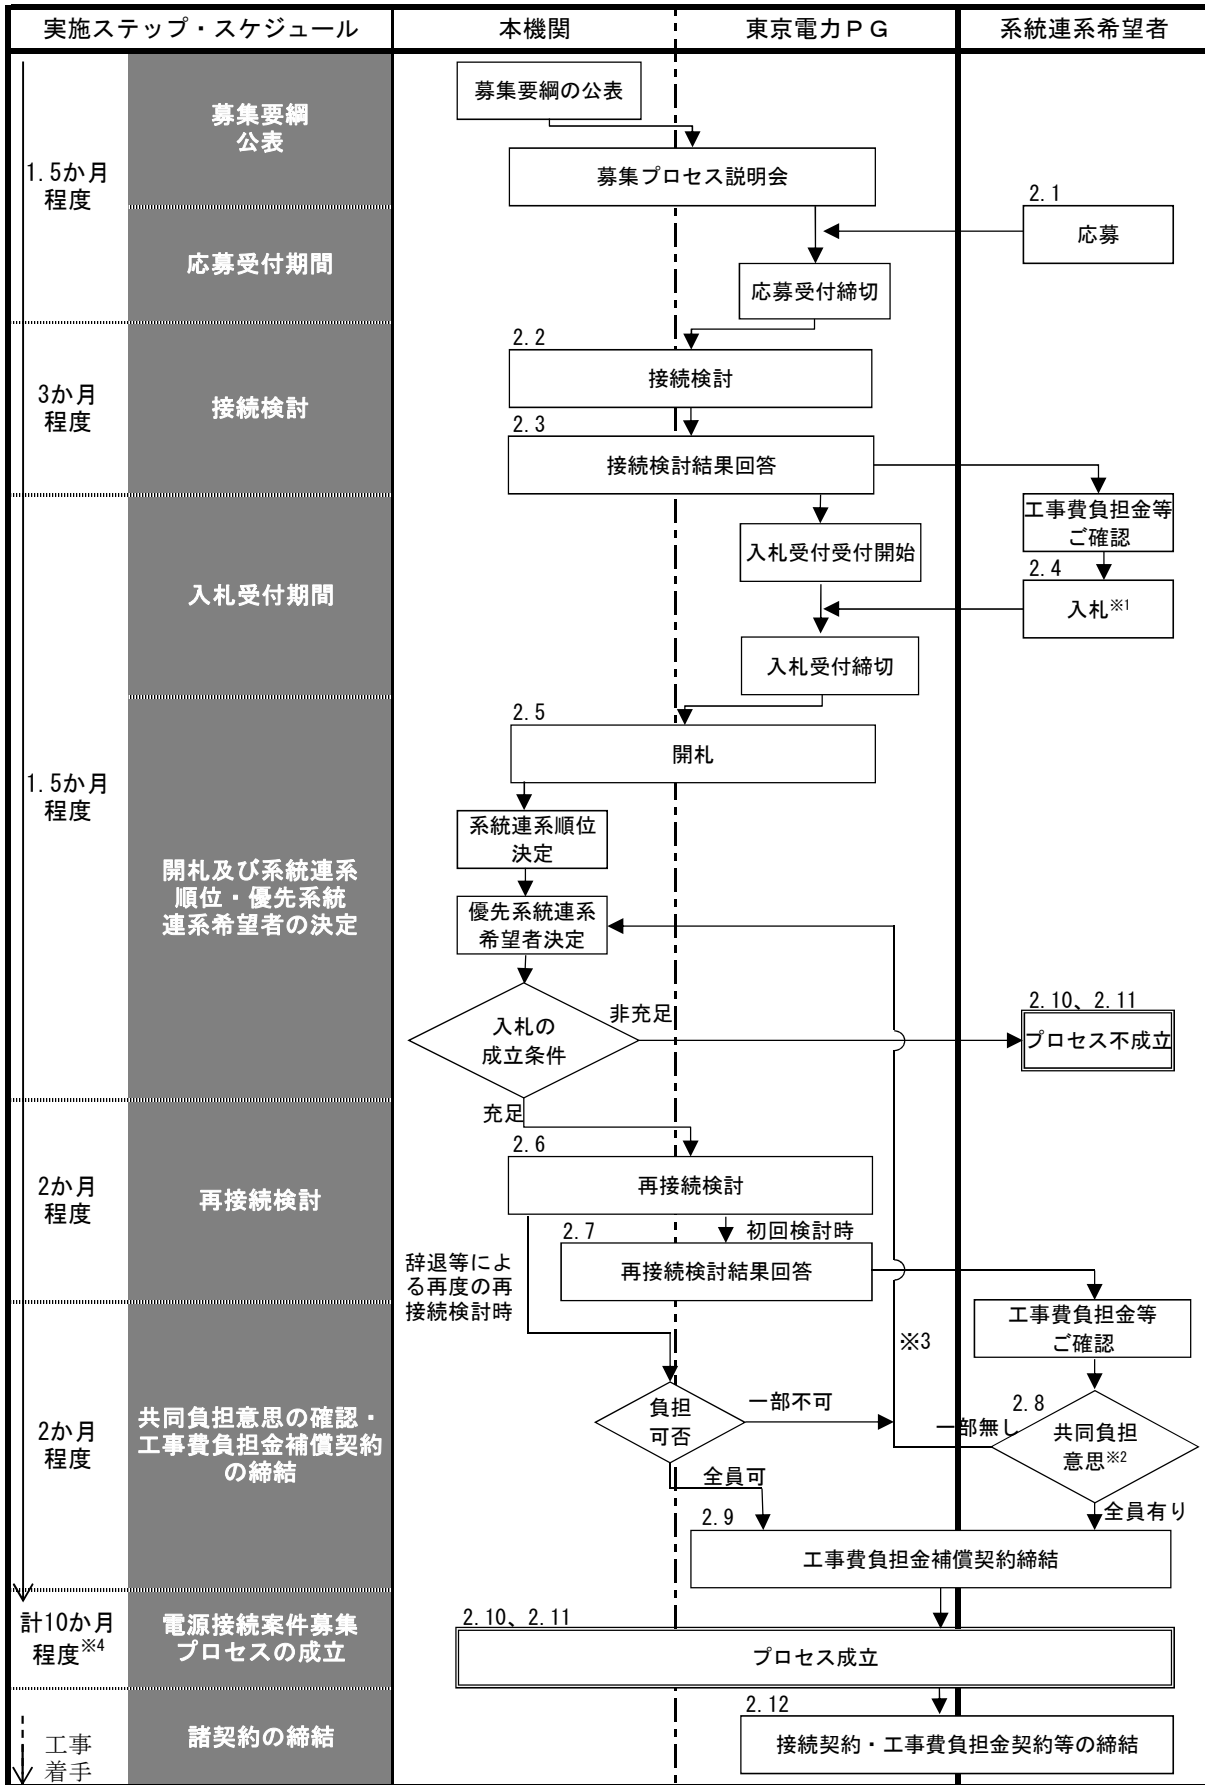 実施ステップ・スケジュール
本機関
東京電力ＰＧ
系統連系希望者
1.5か月
程度
募集要綱
公表
募集要綱の公表
募集プロセス説明会
応募受付期間
2.1
応募
応募受付締切
3か月
程度
接続検討
2.2
接続検討
2.3
接続検討結果回答
1.5か月
程度
入札受付期間
入札受付受付開始
工事費負担金等
ご確認
2.4
入札※1
入札受付締切
開札及び系統連系
順位・優先系統
連系希望者の決定
2.5
開札
系統連系順位
決定
優先系統連系
希望者決定
入札の
成立条件
非充足
2.10、2.11
プロセス不成立
充足
2か月
程度
再接続検討
2.6
再接続検討
2.7
初回検討時
再接続検討結果回答
辞退等によ
る再度の再
接続検討時
2か月
程度
共同負担意思の確認・
工事費負担金補償契約
の締結
工事費負担金等
ご確認
※3
負担
可否
一部不可
2.8
一部無し
共同負担
意思※2
全員可
全員有り
2.9
工事費負担金補償契約締結
計10か月
程度※4
電源接続案件募集
プロセスの成立
2.10、2.11
プロセス成立
工事
着手
諸契約の締結
2.12
接続契約・工事費負担金契約等の締結